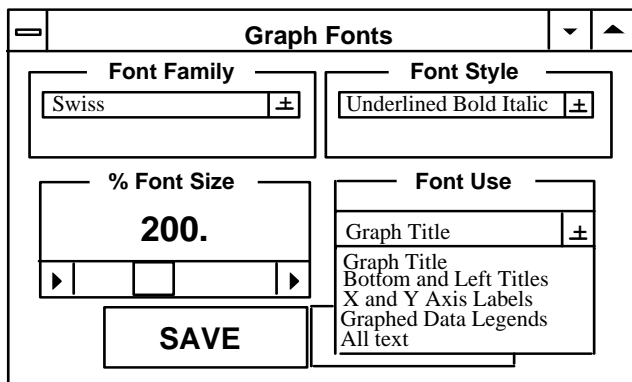 Graph Fonts
Font Family
Font Style
Swiss
Underlined Bold Italic
% Font Size
Font Use
200.
Graph Title
Graph Title
Bottom and Left Titles
X and Y Axis Labels
Graphed Data Legends
All text
SAVE